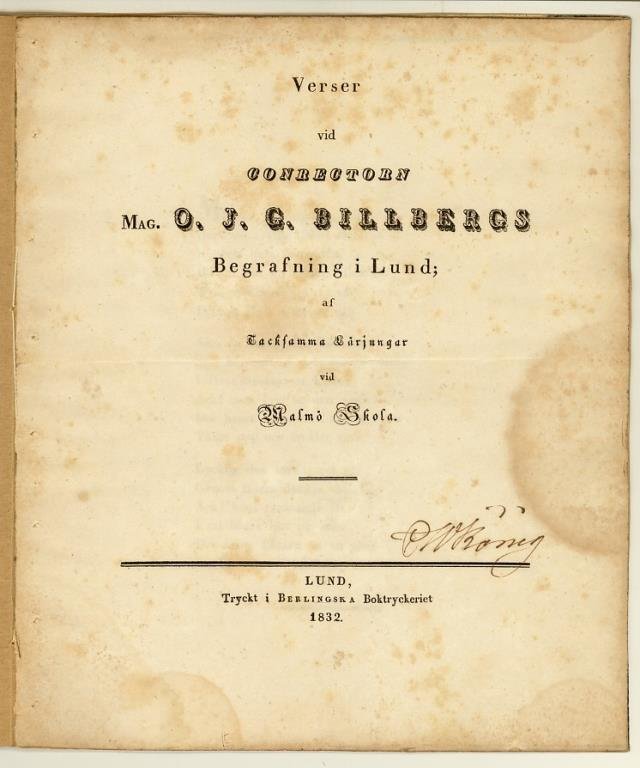 Verser
vid
CONRECTORN
MAG. O. J. G. BILLBERGS
Begrafning i Lund;
af
Tacksamma Lärjungar
vid
Malmö Skola.
LUND,
Tryckt i BERLINGSKA Boktryckeriet
1832.